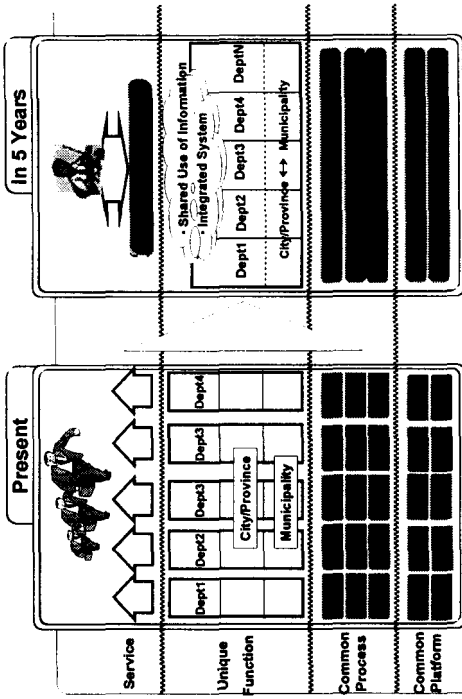 Present
Service
Unique
Function
Dept1
Dept2
Dept3
Dept3
Dept4
City/Province
Municipality
Common
Process
Common
Platform
In 5 Years
· Shared Use of Information
· Integrated System
Dept1
Dept2
Dept3
Dept4
DeptN
City/Province ↔ Municipality